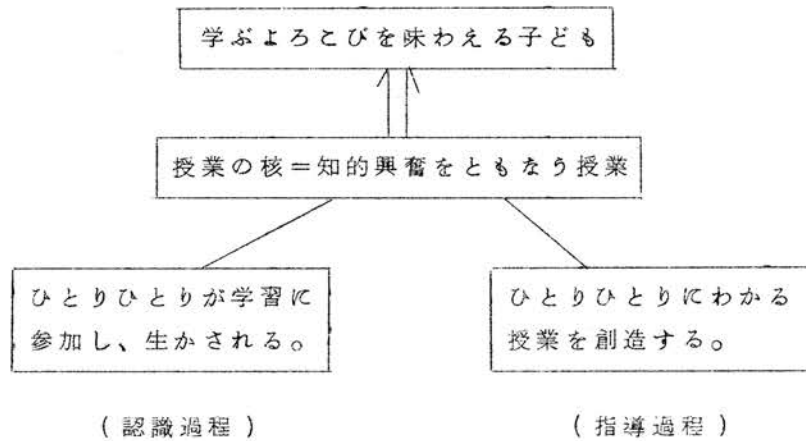 学ぶよろこびを味わえる子ども
授業の核＝知的興奮をともなう授業
ひとりひとりが学習に
参加し、生かされる。
ひとりひとりにわかる
授業を創造する。
(認識過程)
(指導過程)